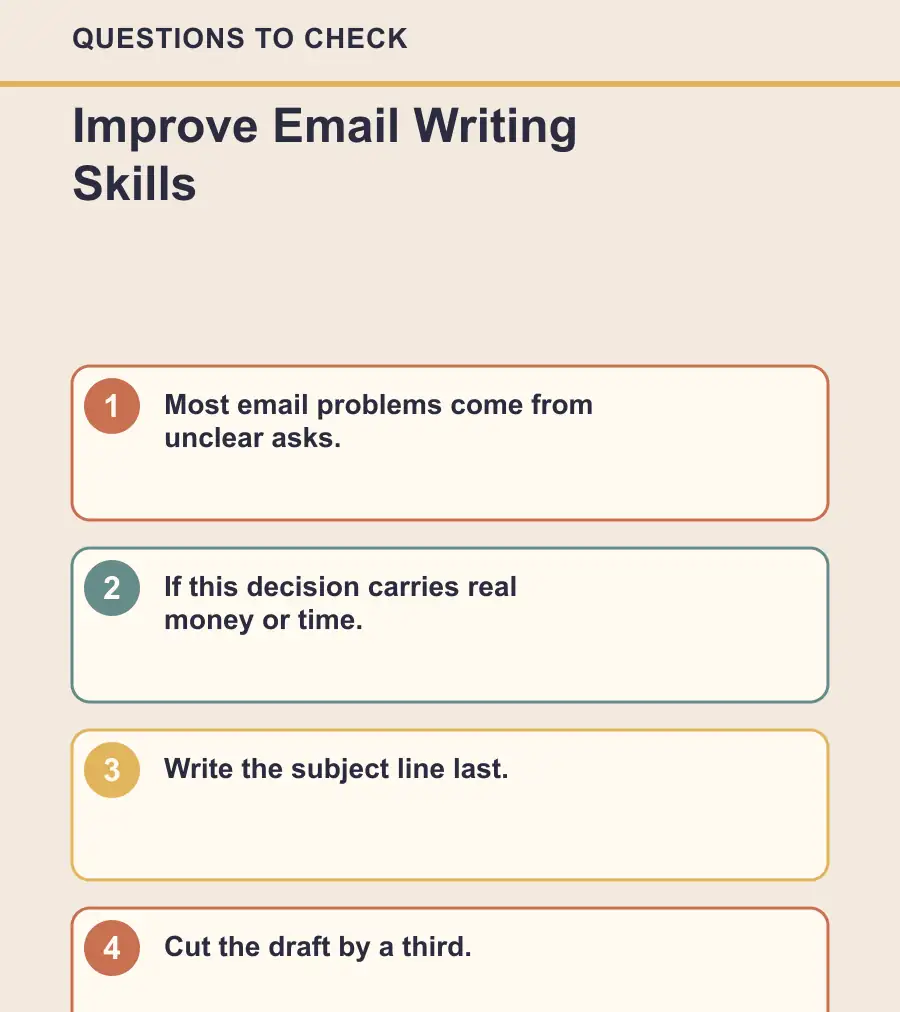 QUESTIONS TO CHECK
Improve Email Writing
Skills
1
Most email problems come from
unclear asks.
2
If this decision carries real
money or time.
3
Write the subject line last.
4
Cut the draft by a third.